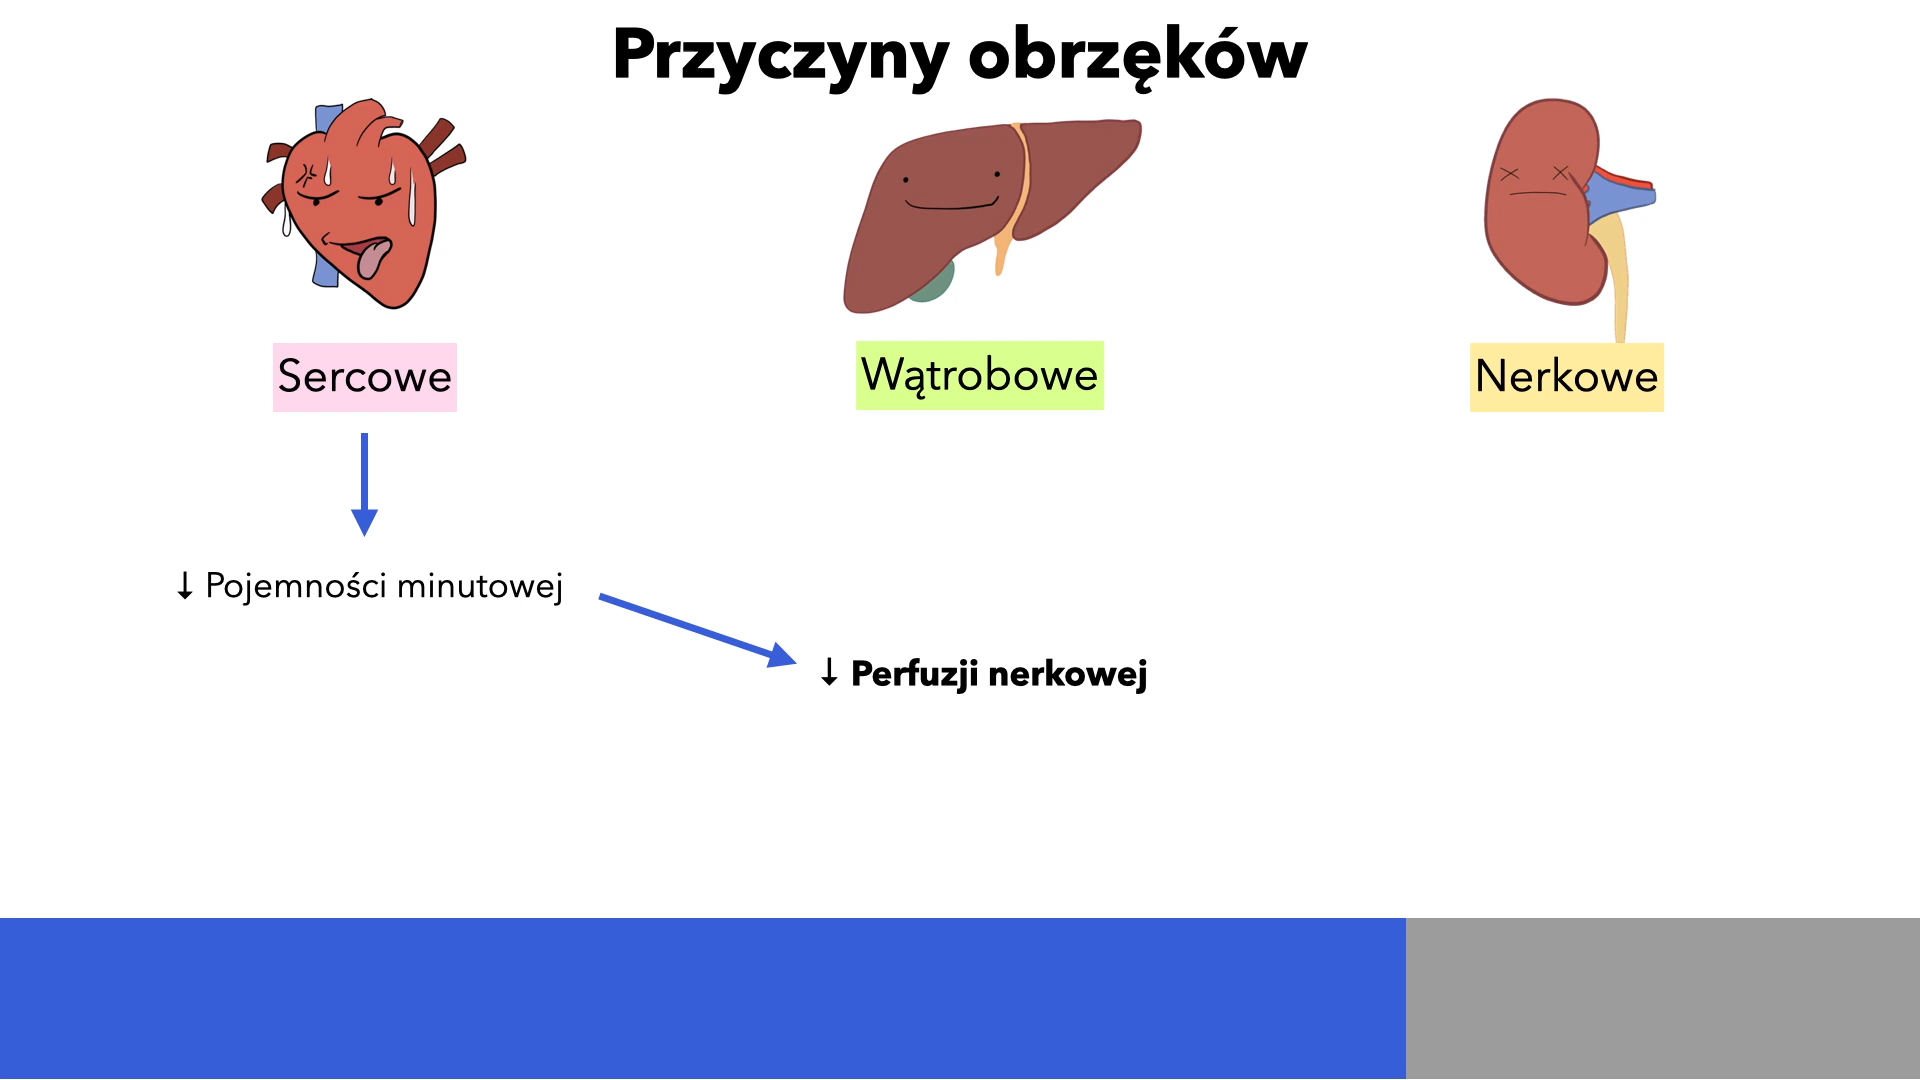 Przyczyny obrzęków
Sercowe
Wątrobowe
Nerkowe
↓ Pojemności minutowej
↓ Perfuzji nerkowej